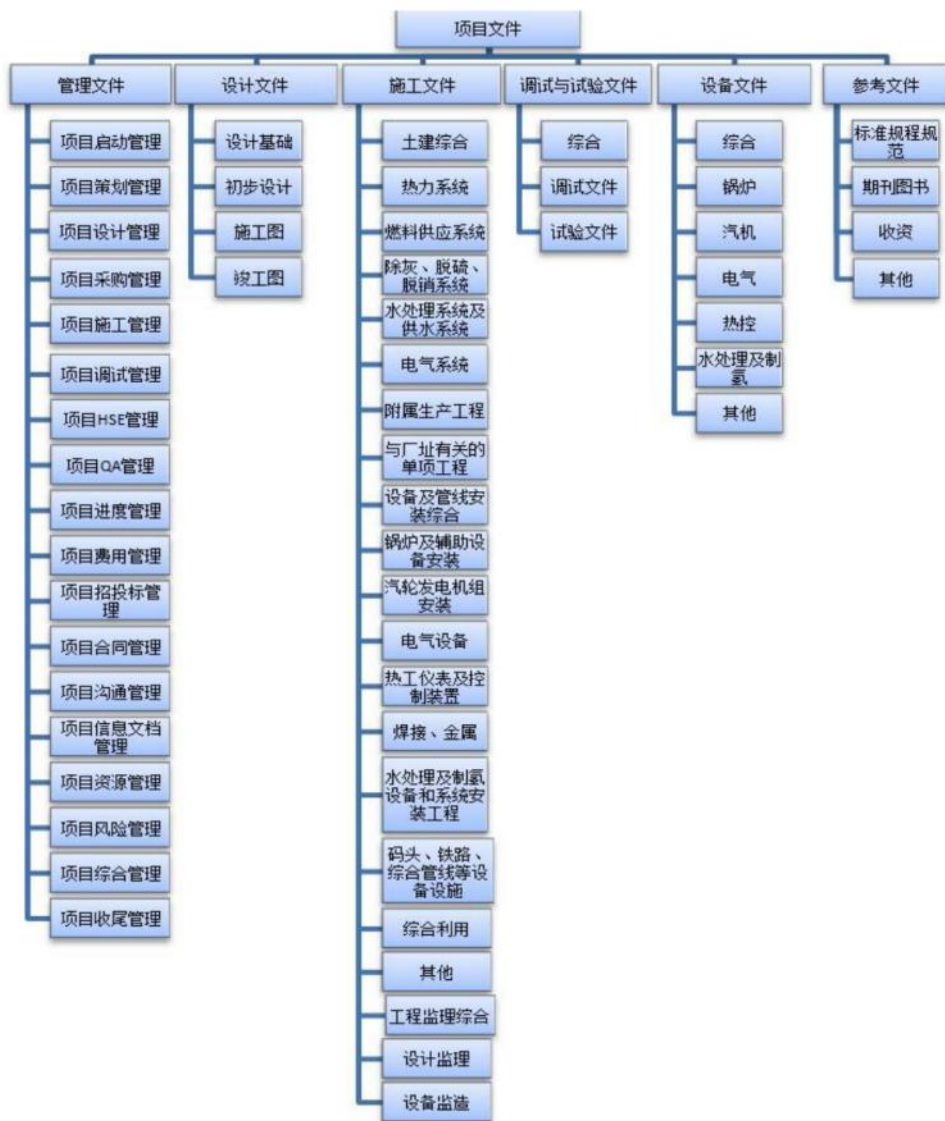 项目文件
管理文件
项目启动管理
项目策划管理
项目设计管理
项目采购管理
项目施工管理
项目调试管理
项目HSE管理
项目QA管理
项目进度管理
项目费用管理
项目招投标管
理
项目合同管理
项目沟通管理
项目信息文档
管理
项目资源管理
项目风险管理
项目综合管理
项目收尾管理
设计文件
设计基础
初步设计
施工图
竣工图
施工文件
土建综合
热力系统
燃料供应系统
除灰、脱硫、
脱销系统
水处理系统及
供水系统
电气系统
附属生产工程
与厂址有关的
单项工程
设备及管线安
装综合
锅炉及辅助设
备安装
汽轮发电机组
安装
电气设备
热工仪表及控
制装置
焊接、金属
水处理及制氢
设备和系统安
装工程
码头、铁路、
综合管线等设
备设施
综合利用
其他
工程监理综合
设计监理
设备监造
调试与试验文件
综合
调试文件
试验文件
设备文件
综合
锅炉
汽机
电气
热控
水处理及制
氢
其他
参考文件
标准规程规
范
期刊图书
收资
其他